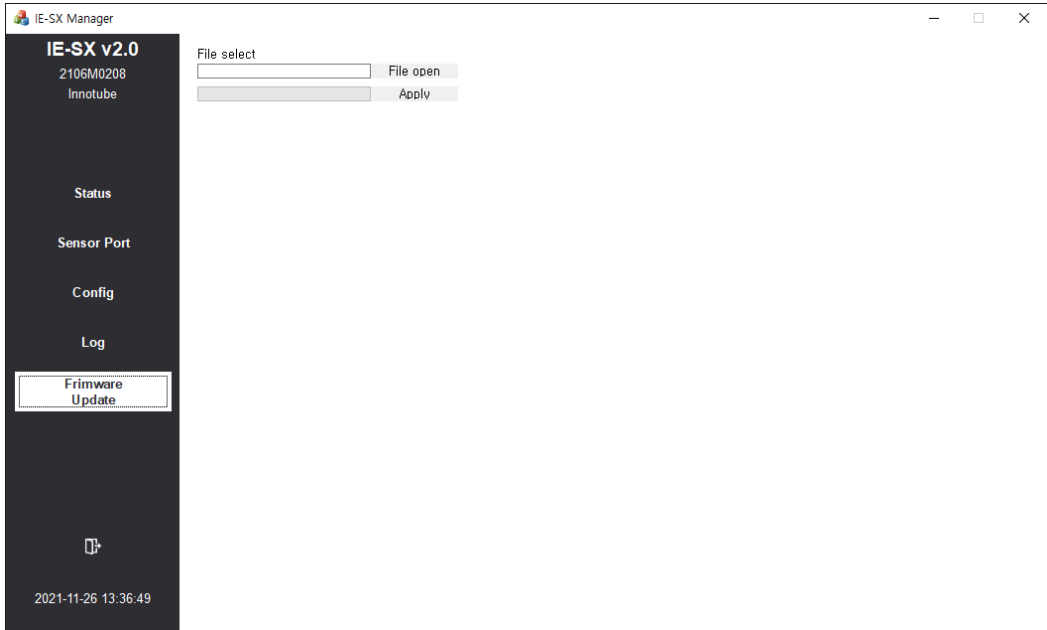 IE-SX Manager
IE-SX v2.0
2106M0208
Innotube
Status
Sensor Port
Config
Log
Frimware
Update
2021-11-26 13:36:49
File select
File open
Apply